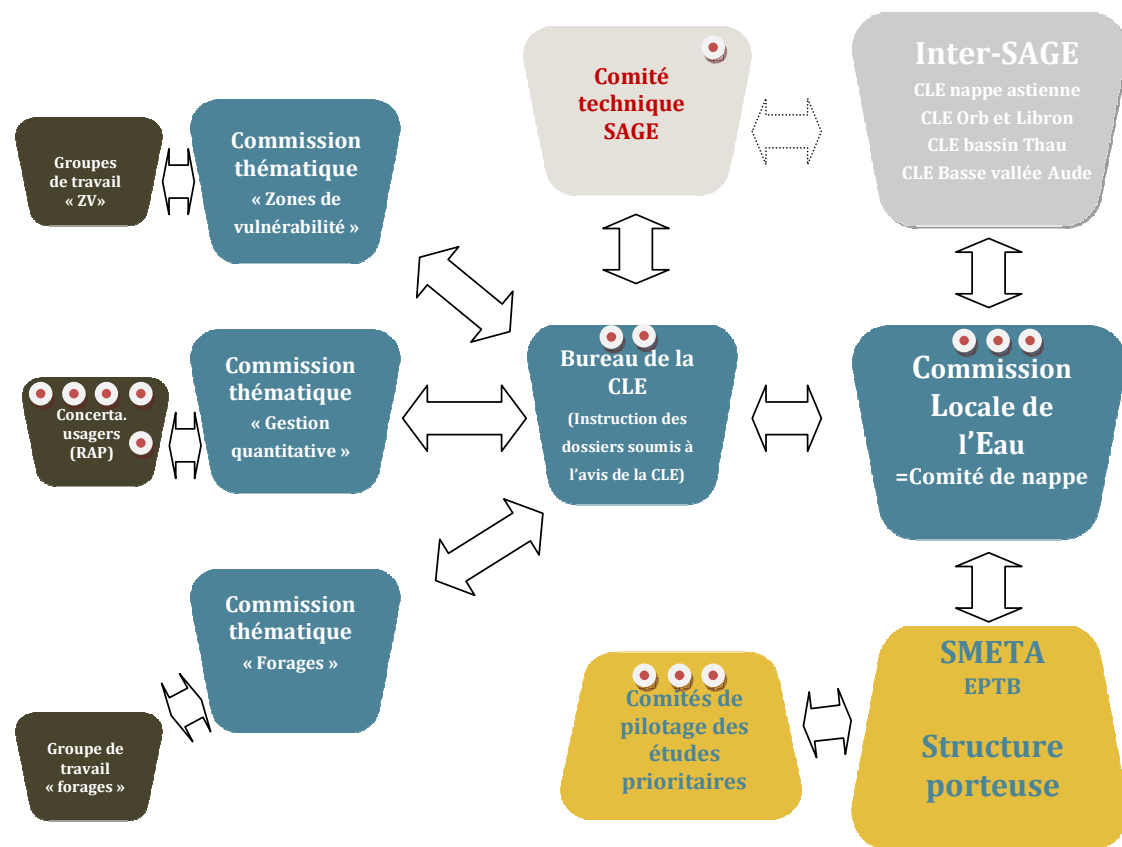 Comité
technique
SAGE
Inter-SAGE
CLE nappe astienne
CLE Orb et Libron
CLE bassin Thau
CLE Basse vallée Aude
Groupes
de travail
« ZV»
Commission
thématique
« Zones de
vulnérabilité »
Concerta.
usagers
(RAP)
Commission
thématique
« Gestion
quantitative »
Bureau de la
CLE
(Instruction des
dossiers soumis à
l’avis de la CLE)
Commission
Locale de
l’Eau
=Comité de nappe
Commission
thématique
« Forages »
Groupe de
travail
« forages »
Comités de
pilotage des
études
prioritaires
SMETA
EPTB
Structure
porteuse